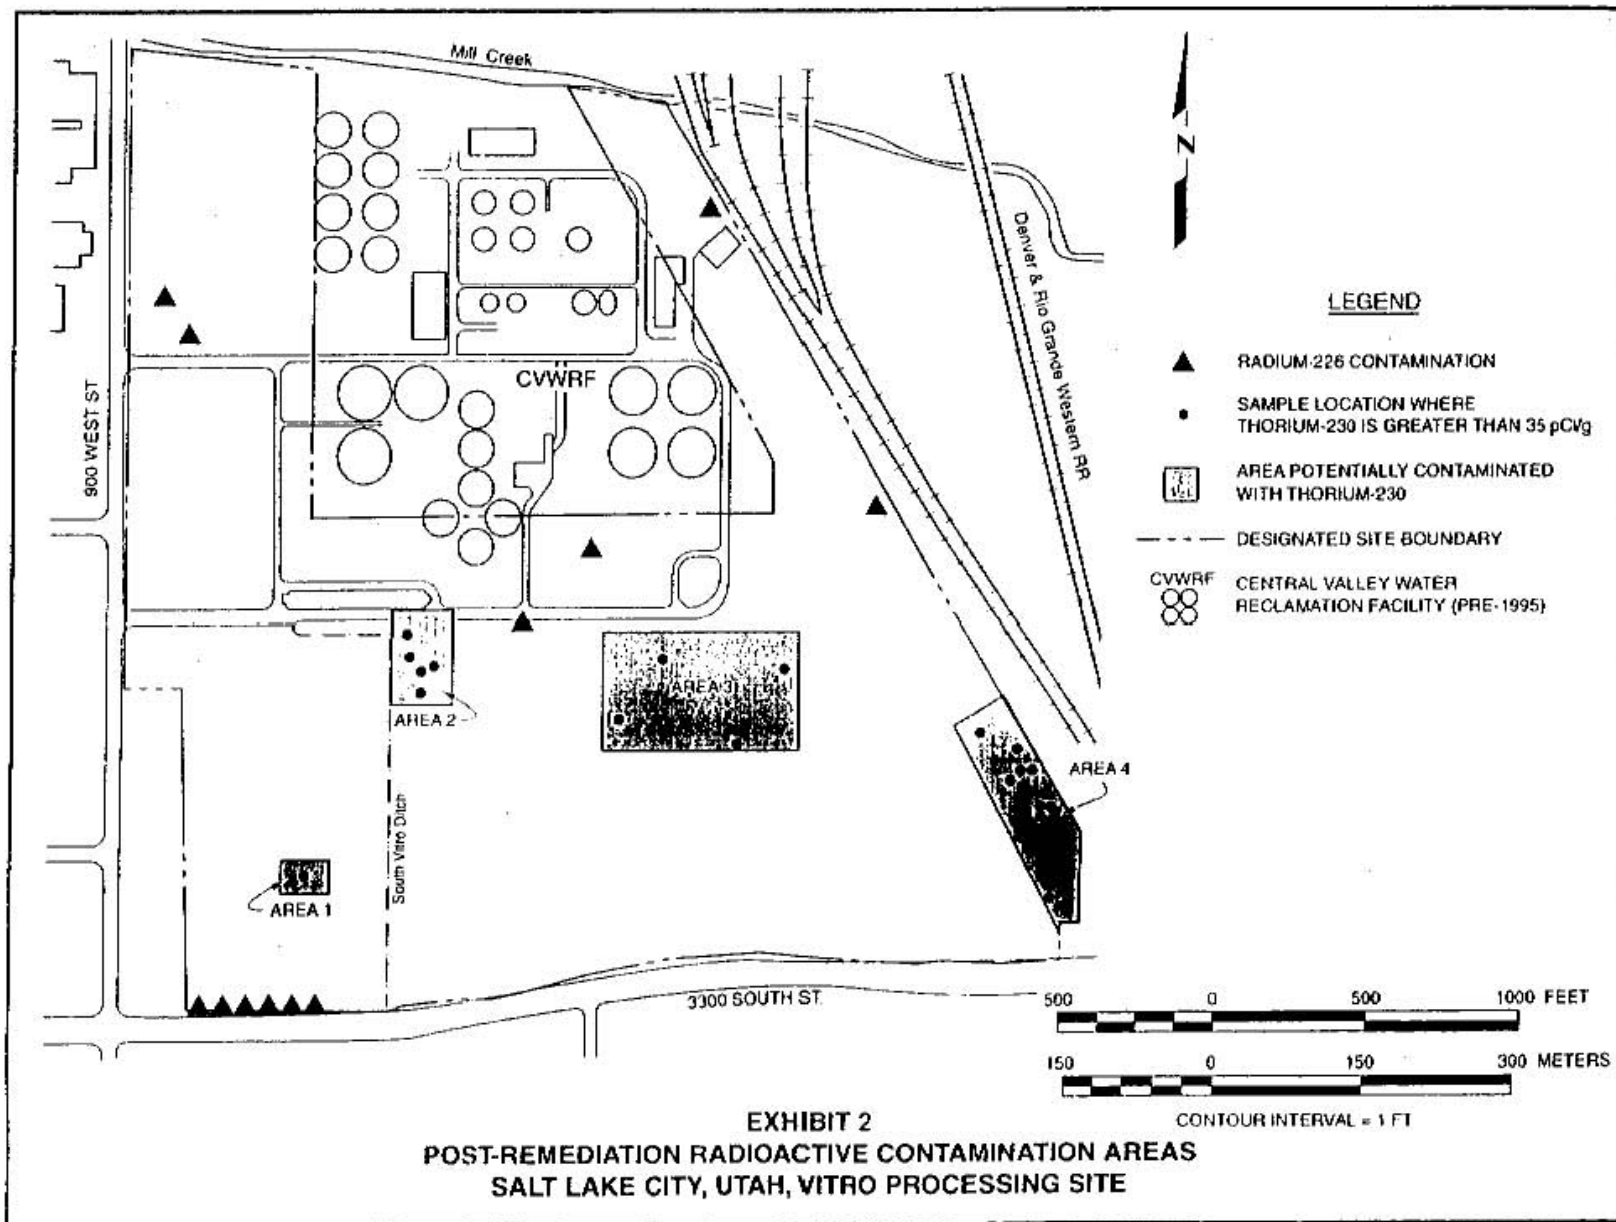 Mill Creek
Denver & Rio Grande Western RR
900 WEST ST
CVWRF
AREA 2
AREA 3
AREA 4
AREA 1
South Vitro Ditch
3300 SOUTH ST.
N
LEGEND
RADIUM-226 CONTAMINATION
SAMPLE LOCATION WHERE
THORIUM-230 IS GREATER THAN 35 pCi/g
AREA POTENTIALLY CONTAMINATED
WITH THORIUM-230
DESIGNATED SITE BOUNDARY
CVWRF
CENTRAL VALLEY WATER
RECLAMATION FACILITY (PRE-1995)
500 0 500 1000 FEET
150 0 150 300 METERS
CONTOUR INTERVAL = 1 FT
EXHIBIT 2
POST-REMEDIATION RADIOACTIVE CONTAMINATION AREAS
SALT LAKE CITY, UTAH, VITRO PROCESSING SITE